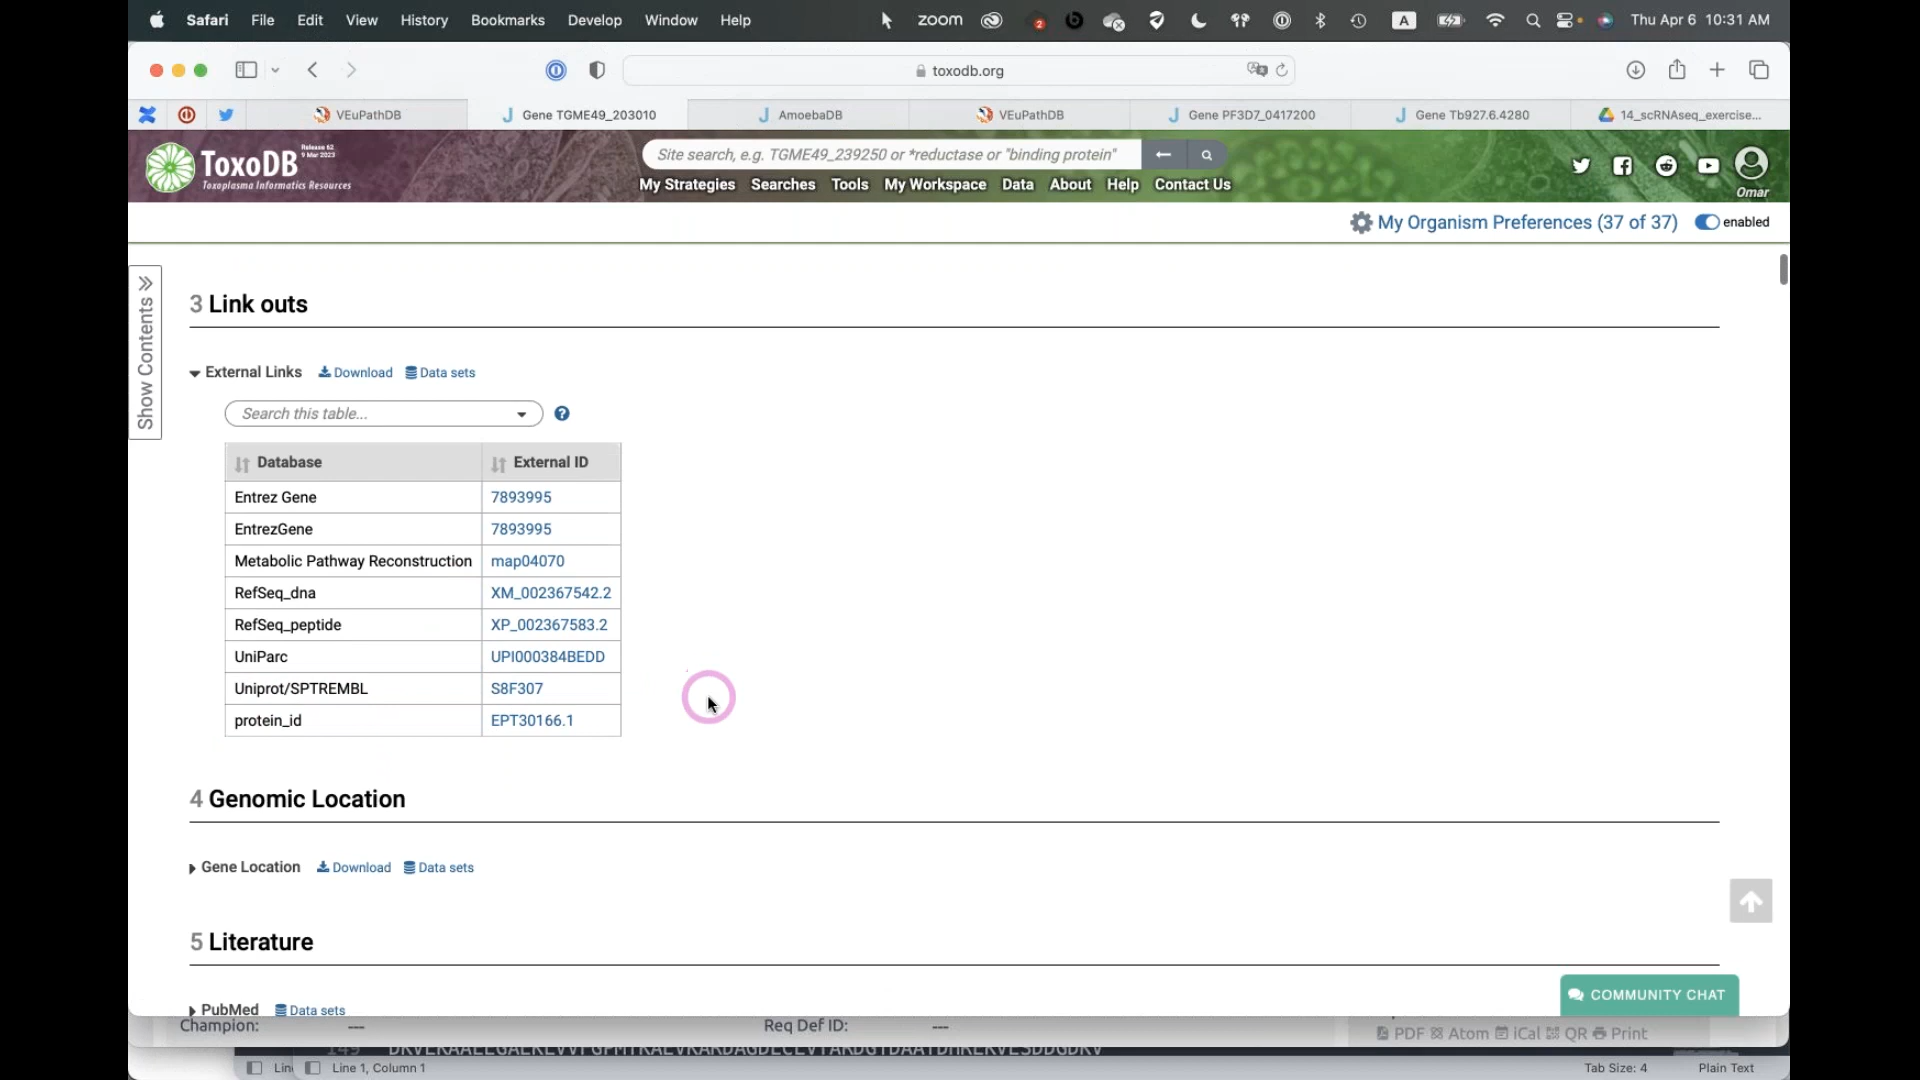 Safari File Edit View History Bookmarks Develop Window Help zoom 2 A Thu Apr 6 10:31 AM
toxodb.org
VEuPathDB Gene TGME49_203010 AmoebaDB VEuPathDB Gene PF3D7_0417200 Gene Tb927.6.4280 14_scRNAseq_exercise...
ToxoDB Release 62 9 Mar 2023
Toxoplasma Informatics Resources
Site search, e.g. TGME49_239250 or *reductase or "binding protein"
My Strategies Searches Tools My Workspace Data About Help Contact Us
Omar
My Organism Preferences (37 of 37) enabled
Show Contents
3 Link outs
External Links Download Data sets
Search this table...
Database External ID
Entrez Gene 7893995
EntrezGene 7893995
Metabolic Pathway Reconstruction map04070
RefSeq_dna XM_002367542.2
RefSeq_peptide XP_002367583.2
UniParc UPI000384BEDD
Uniprot/SPTREMBL S8F307
protein_id EPT30166.1
4 Genomic Location
Gene Location Download Data sets
5 Literature
PubMed Data sets
COMMUNITY CHAT
Champion: --- Req Def ID: ---
PDF Atom iCal QR Print
Lin Line 1, Column 1 Tab Size: 4 Plain Text